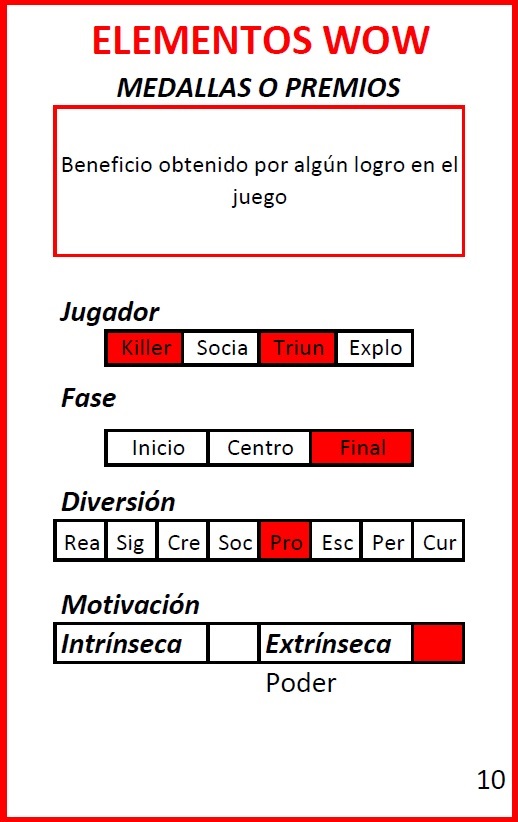 ELEMENTOS WOW
MEDALLAS O PREMIOS
Beneficio obtenido por algún logro en el
juego
Jugador
Killer Socia Triun Explo
Fase
Inicio Centro Final
Diversión
Rea Sig Cre Soc Pro Esc Per Cur
Motivación
Intrínseca Extrínseca
Poder
10